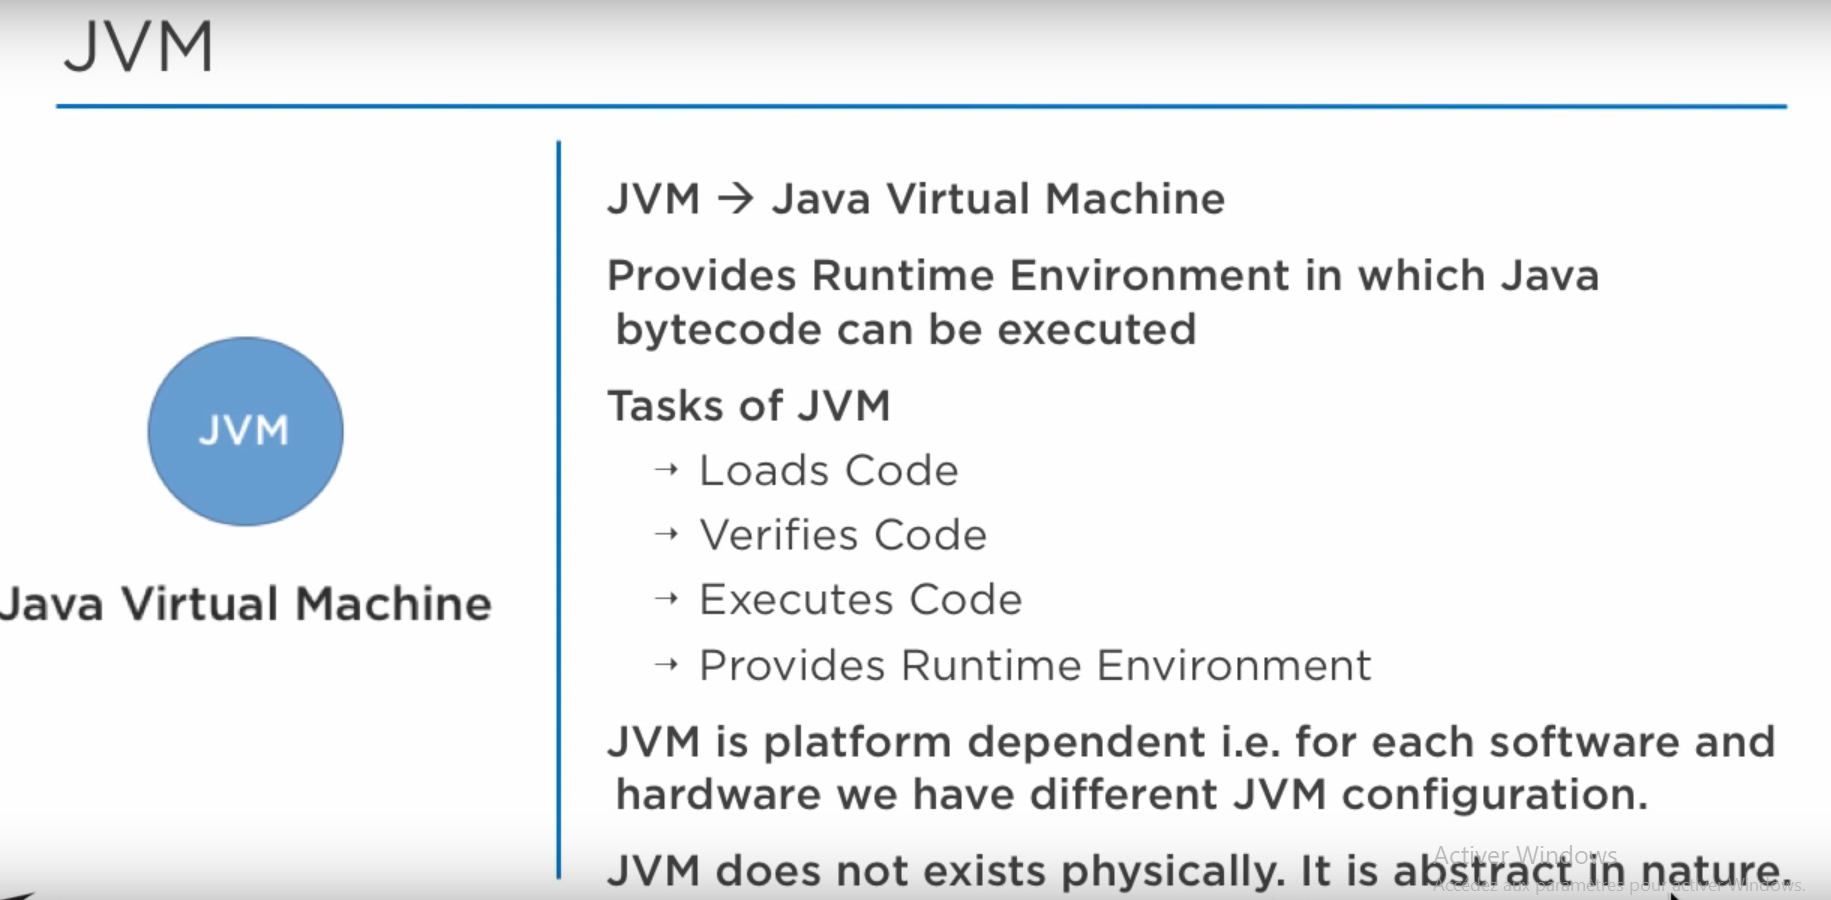 JVM
JVM
Java Virtual Machine
JVM → Java Virtual Machine
Provides Runtime Environment in which Java
bytecode can be executed
Tasks of JVM
→ Loads Code
→ Verifies Code
→ Executes Code
→ Provides Runtime Environment
JVM is platform dependent i.e. for each software and
hardware we have different JVM configuration.
JVM does not exists physically. It is abstract in nature.
Activer Windows
Accédez aux paramètres pour activer Windows.